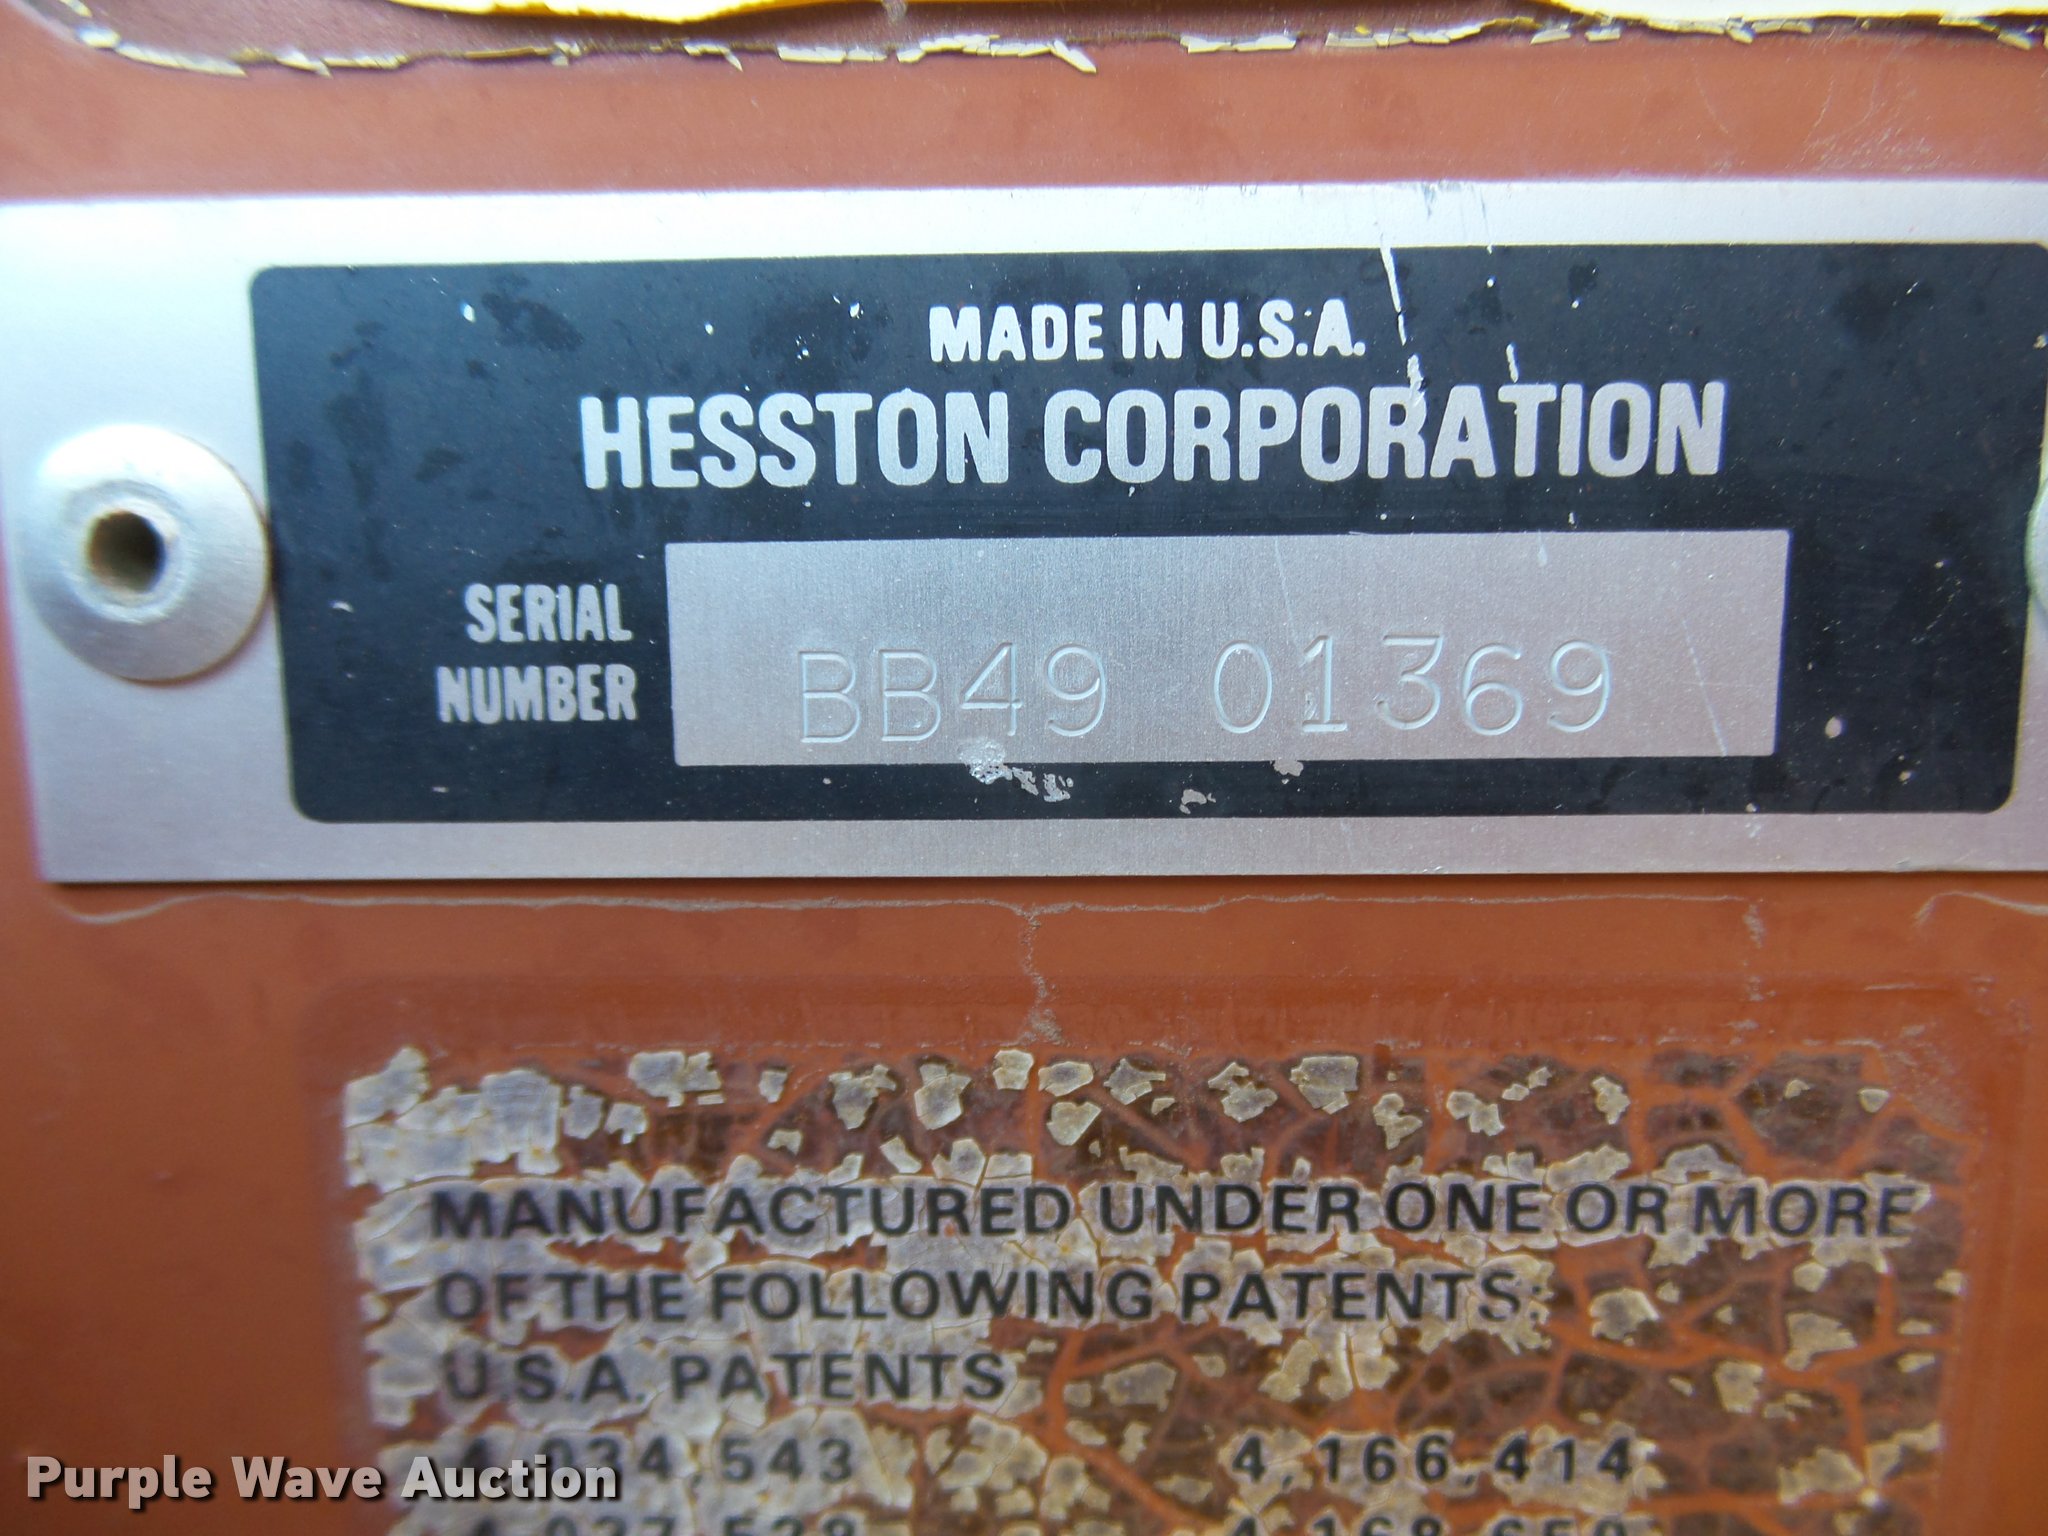 MADE IN U.S.A.
HESSTON CORPORATION
SERIAL
NUMBER
BB49 01369
MANUFACTURED UNDER ONE OR MORE
OF THE FOLLOWING PATENTS:
U.S.A. PATENTS
4,034,543 4,166,414
Purple Wave Auction